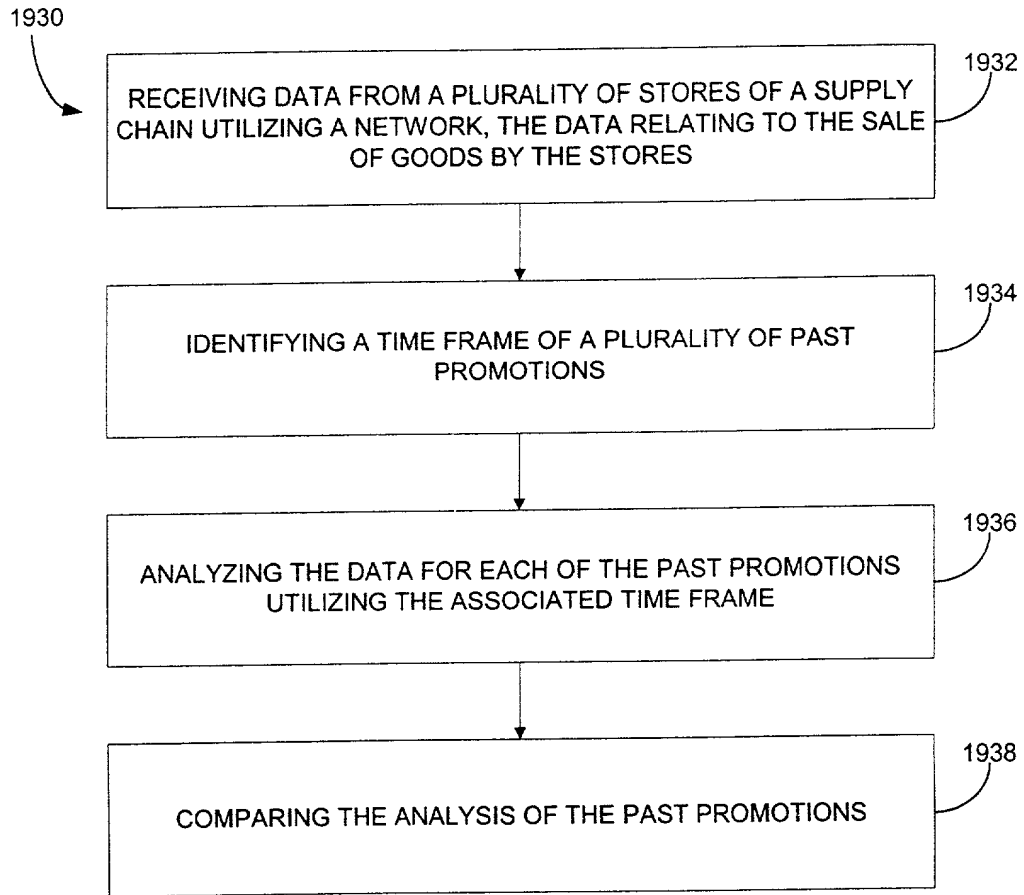 1930
1932
RECEIVING DATA FROM A PLURALITY OF STORES OF A SUPPLY
CHAIN UTILIZING A NETWORK, THE DATA RELATING TO THE SALE
OF GOODS BY THE STORES
1934
IDENTIFYING A TIME FRAME OF A PLURALITY OF PAST
PROMOTIONS
1936
ANALYZING THE DATA FOR EACH OF THE PAST PROMOTIONS
UTILIZING THE ASSOCIATED TIME FRAME
1938
COMPARING THE ANALYSIS OF THE PAST PROMOTIONS